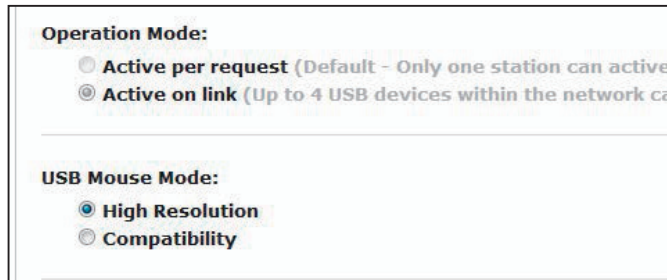 Operation Mode:
Active per request (Default - Only one station can active
Active on link (Up to 4 USB devices within the network ca
USB Mouse Mode:
High Resolution
Compatibility